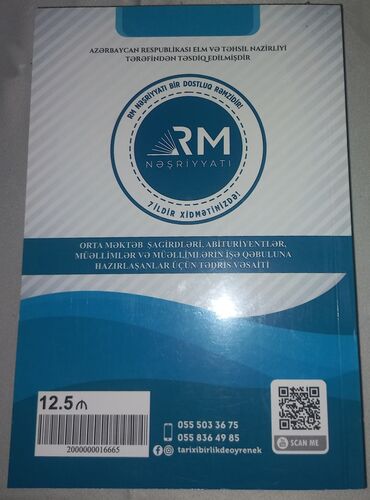 AZƏRBAYCAN RESPUBLİKASI ELM VƏ TƏHSİL NAZİRLİYİ
TƏRƏFİNDƏN TƏSDİQ EDİLMİŞDİR
RM NƏŞRİYYATI BİR DOSTLUQ RƏMZİDİR!
RM
NƏŞRİYYATI
7 İLDİR XİDMƏTİNİZDƏ!
ORTA MƏKTƏB ŞAGİRDLƏRİ, ABİTURİYENTLƏR,
MÜƏLLİMLƏR VƏ MÜƏLLİMLƏRİN İŞƏ QƏBULUNA
HAZIRLAŞANLAR ÜÇÜN TƏDRİS VƏSAİTİ
12.5 ₼
2000000016665
055 503 36 75
055 836 49 85
tarixibirlikdeoyrenek
SCAN ME